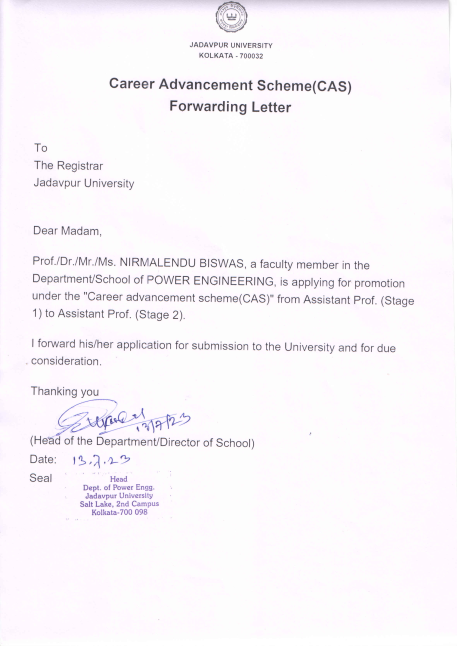 JADAVPUR UNIVERSITY
KOLKATA - 700032
Career Advancement Scheme(CAS)
Forwarding Letter
To
The Registrar
Jadavpur University
Dear Madam,
Prof./Dr./Mr./Ms. NIRMALENDU BISWAS, a faculty member in the
Department/School of POWER ENGINEERING, is applying for promotion
under the "Career advancement scheme(CAS)" from Assistant Prof. (Stage
1) to Assistant Prof. (Stage 2).
I forward his/her application for submission to the University and for due
consideration.
Thanking you
13/7/23
(Head of the Department/Director of School)
Date: 13.7.23
Seal
Head
Dept. of Power Engg.
Jadavpur University
Salt Lake, 2nd Campus
Kolkata-700 098